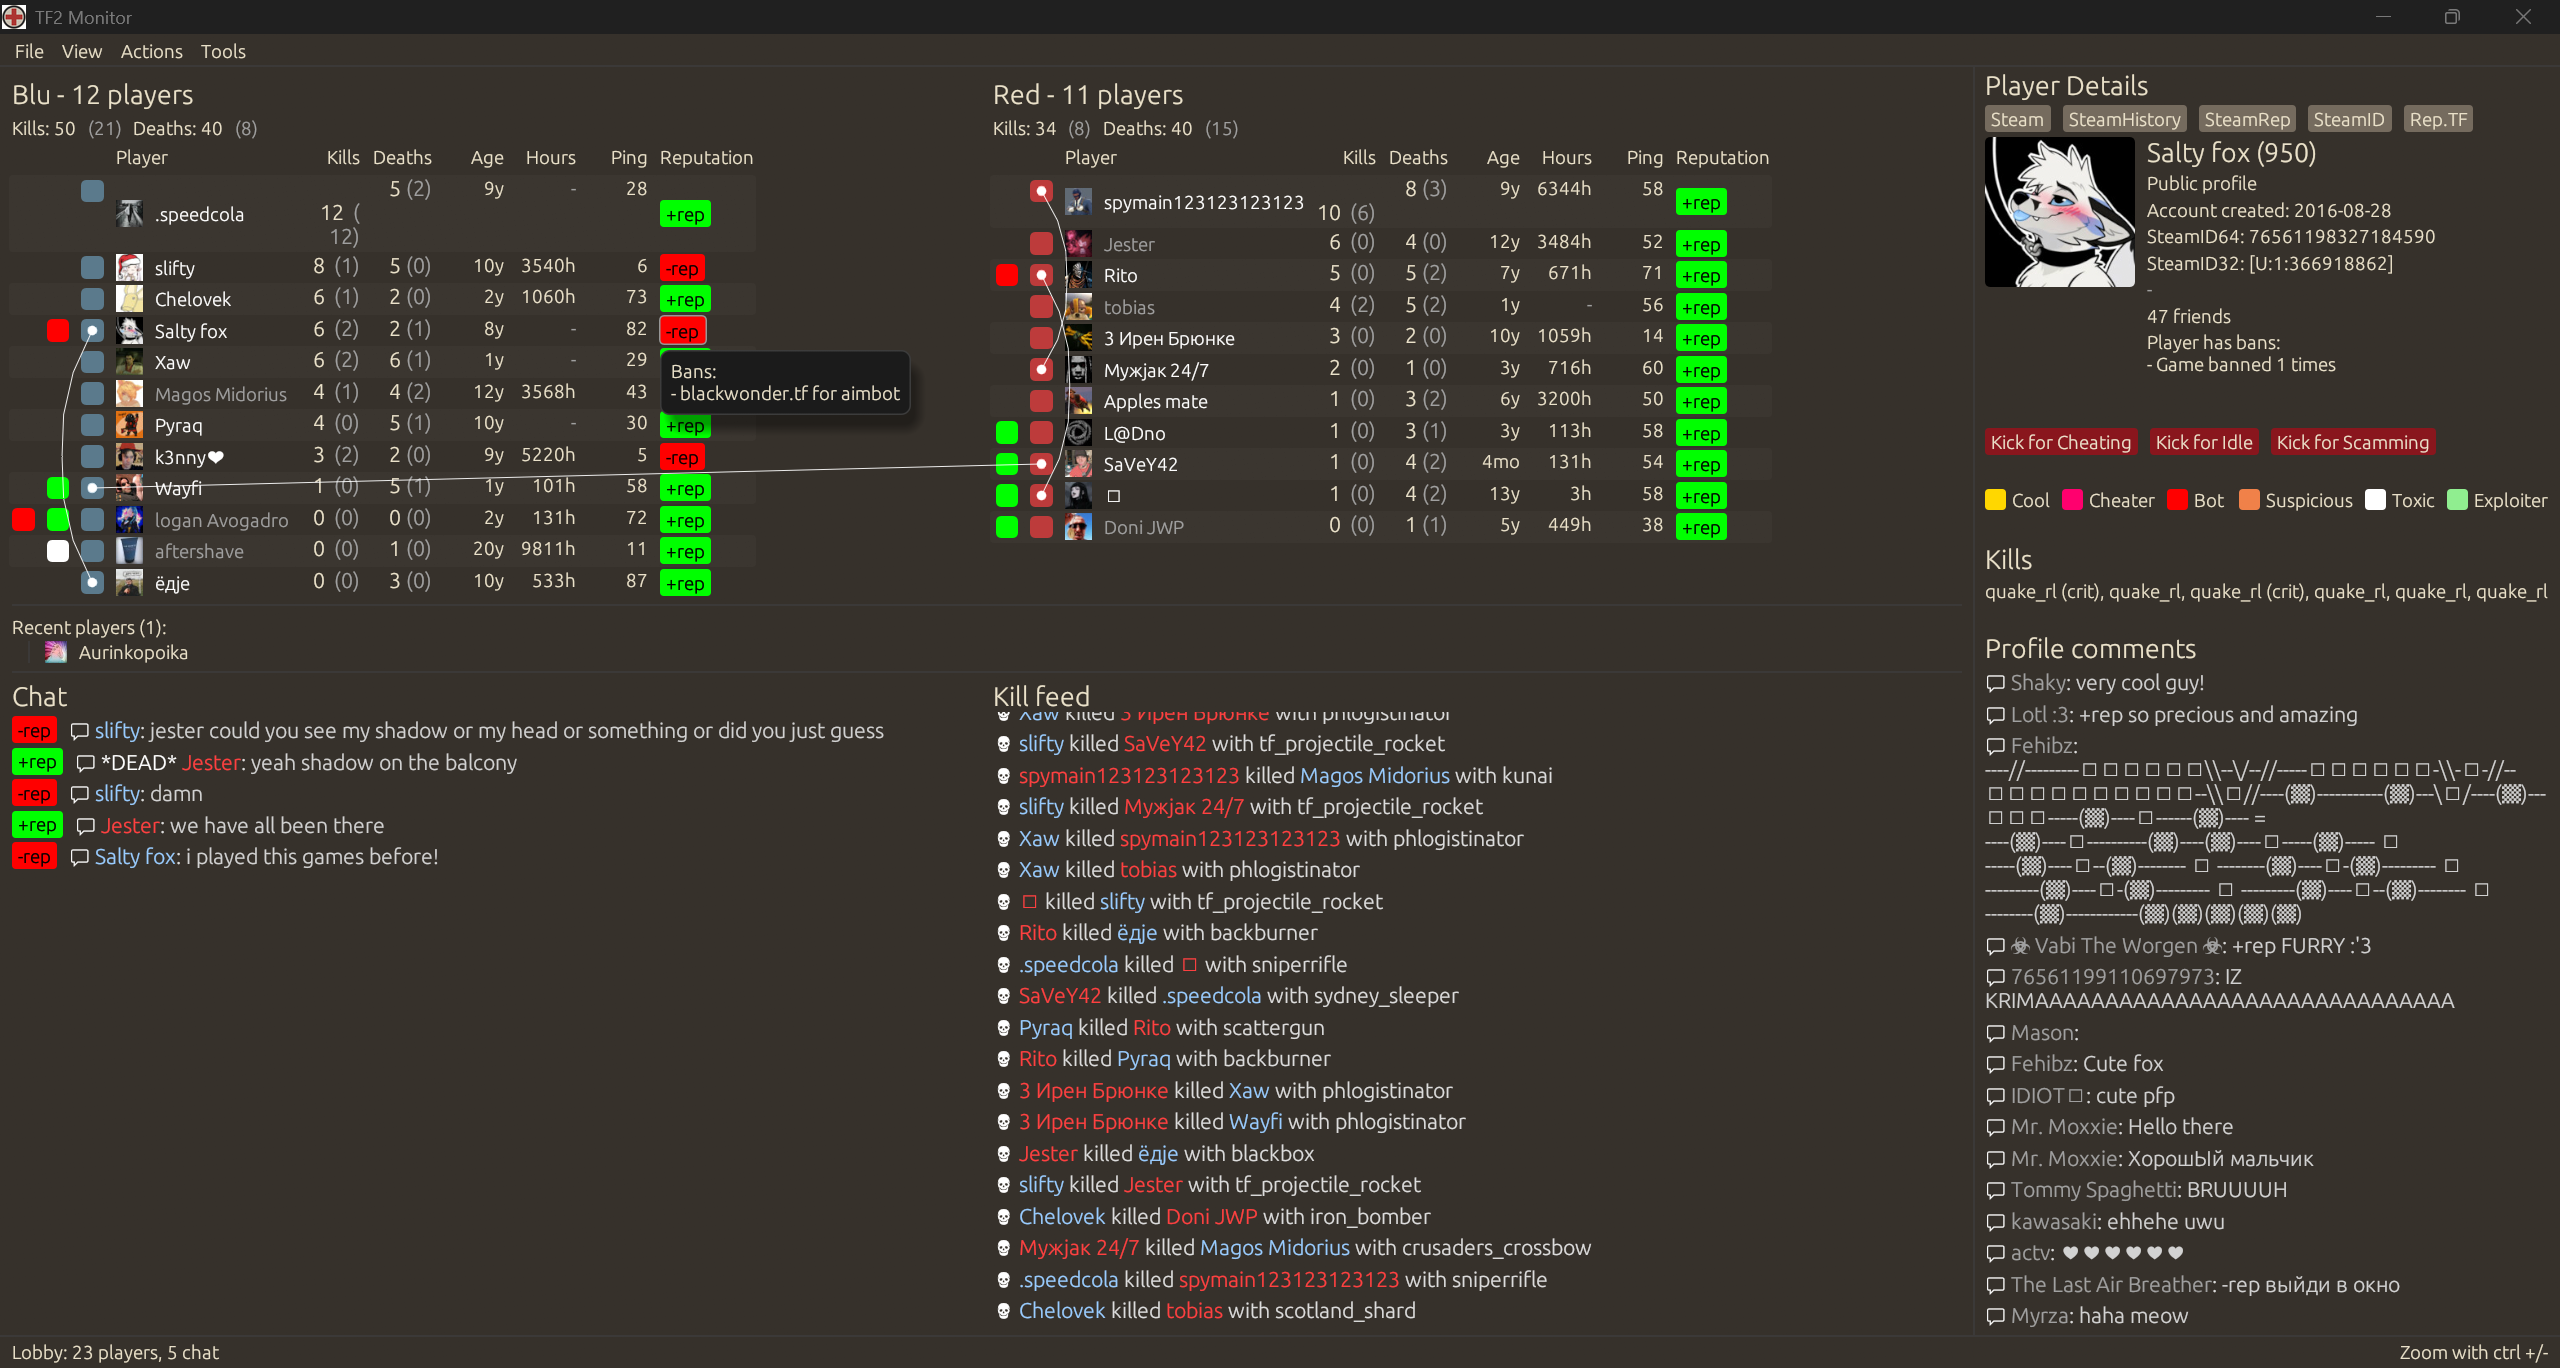 TF2 Monitor
File View Actions Tools
Blu - 12 players
Kills: 50 (21) Deaths: 40 (8)
Player Kills Deaths Age Hours Ping Reputation
.speedcola 12 (12) 5 (2) 9y - 28 +rep
slifty 8 (1) 5 (0) 10y 3540h 6 -rep
Chelovek 6 (1) 2 (0) 2y 1060h 73 +rep
Salty fox 6 (2) 2 (1) 8y - 82 -rep
Xaw 6 (2) 6 (1) 1y - 29
Bans:
- blackwonder.tf for aimbot
Magos Midorius 4 (1) 4 (2) 12y 3568h 43
Pyraq 4 (0) 5 (1) 10y - 30 +rep
k3nny❤ 3 (2) 2 (0) 9y 5220h 5 -rep
Wayfi 1 (0) 5 (1) 1y 101h 58 +rep
logan Avogadro 0 (0) 0 (0) 2y 131h 72 +rep
aftershave 0 (0) 1 (0) 20y 9811h 11 +rep
ёдје 0 (0) 3 (0) 10y 533h 87 +rep
Red - 11 players
Kills: 34 (8) Deaths: 40 (15)
Player Kills Deaths Age Hours Ping Reputation
spymain123123123123 10 (6) 8 (3) 9y 6344h 58 +rep
Jester 6 (0) 4 (0) 12y 3484h 52 +rep
Rito 5 (0) 5 (2) 7y 671h 71 +rep
tobias 4 (2) 5 (2) 1y - 56 +rep
3 Ирен Брюнке 3 (0) 2 (0) 10y 1059h 14 +rep
Мужјак 24/7 2 (0) 1 (0) 3y 716h 60 +rep
Apples mate 1 (0) 3 (2) 6y 3200h 50 +rep
L@Dno 1 (0) 3 (1) 3y 113h 58 +rep
SaVeY42 1 (0) 4 (2) 4mo 131h 54 +rep
□ 1 (0) 4 (2) 13y 3h 58 +rep
Doni JWP 0 (0) 1 (1) 5y 449h 38 +rep
Recent players (1):
Aurinkopoika
Chat
-rep slifty: jester could you see my shadow or my head or something or did you just guess
+rep *DEAD* Jester: yeah shadow on the balcony
-rep slifty: damn
+rep Jester: we have all been there
-rep Salty fox: i played this games before!
Kill feed
Xaw killed 3 Ирен Брюнке with phlogistinator
slifty killed SaVeY42 with tf_projectile_rocket
spymain123123123123 killed Magos Midorius with kunai
slifty killed Мужјак 24/7 with tf_projectile_rocket
Xaw killed spymain123123123123 with phlogistinator
Xaw killed tobias with phlogistinator
□ killed slifty with tf_projectile_rocket
Rito killed ёдје with backburner
.speedcola killed □ with sniperrifle
SaVeY42 killed .speedcola with sydney_sleeper
Pyraq killed Rito with scattergun
Rito killed Pyraq with backburner
3 Ирен Брюнке killed Xaw with phlogistinator
3 Ирен Брюнке killed Wayfi with phlogistinator
Jester killed ёдје with blackbox
slifty killed Jester with tf_projectile_rocket
Chelovek killed Doni JWP with iron_bomber
Мужјак 24/7 killed Magos Midorius with crusaders_crossbow
.speedcola killed spymain123123123123 with sniperrifle
Chelovek killed tobias with scotland_shard
Player Details
Steam SteamHistory SteamRep SteamID Rep.TF
Salty fox (950)
Public profile
Account created: 2016-08-28
SteamID64: 76561198327184590
SteamID32: [U:1:366918862]
-
47 friends
Player has bans:
- Game banned 1 times
Kick for Cheating Kick for Idle Kick for Scamming
Cool Cheater Bot Suspicious Toxic Exploiter
Kills
quake_rl (crit), quake_rl, quake_rl (crit), quake_rl, quake_rl, quake_rl
Profile comments
Shaky: very cool guy!
Lotl :3: +rep so precious and amazing
Fehibz:
----//---------□□□□□□\\--\/--//-----□□□□□□-\\-□-//--
□□□□□□□□□□--\\□//----(▒)-----------(▒)---\□/----(▒)---
□□□-----(▒)----□------(▒)---- =
----(▒)----□----------(▒)----(▒)----□-----(▒)----- □
-----(▒)----□--(▒)-------- □ --------(▒)----□-(▒)--------- □
---------(▒)----□-(▒)--------- □ ---------(▒)----□--(▒)-------- □
--------(▒)------------(▒)(▒)(▒)(▒)(▒)
☣ Vabi The Worgen ☣: +rep FURRY :'3
76561199110697973: IZ
KRIMAAAAAAAAAAAAAAAAAAAAAAAAAAAAAA
Mason:
Fehibz: Cute fox
IDIOT□: cute pfp
Mr. Moxxie: Hello there
Mr. Moxxie: ХорошЫй мальчик
Tommy Spaghetti: BRUUUUH
kawasaki: ehhehe uwu
actv: ♥♥♥♥♥♥
The Last Air Breather: -rep выйди в окно
Myrza: haha meow
Lobby: 23 players, 5 chat
Zoom with ctrl +/-